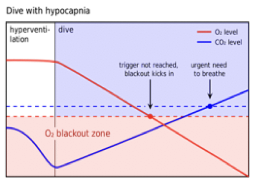 Dive with hypocapnia
hyperventi-
lation
dive
O₂ level
CO₂ level
trigger not reached,
blackout kicks in
urgent need
to breathe
O₂ blackout zone